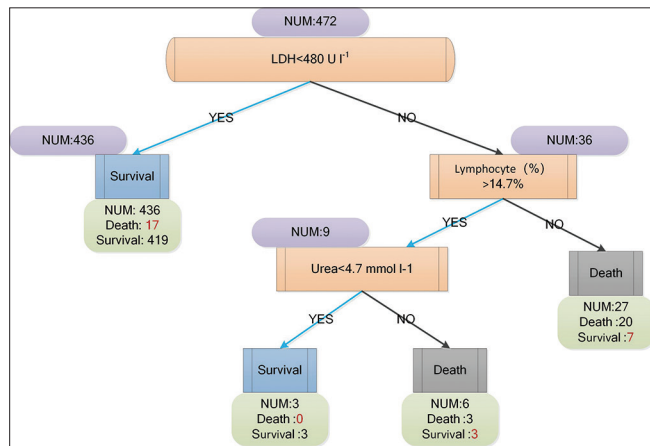 NUM:472
LDH<480 U l-1
YES
NO
NUM:436
NUM:36
Survival
Lymphocyte (%)
>14.7%
NUM: 436
Death: 17
Survival: 419
YES
NO
NUM:9
Urea<4.7 mmol l-1
Death
NUM:27
Death :20
Survival :7
YES
NO
Survival
Death
NUM:3
Death :0
Survival :3
NUM:6
Death :3
Survival :3